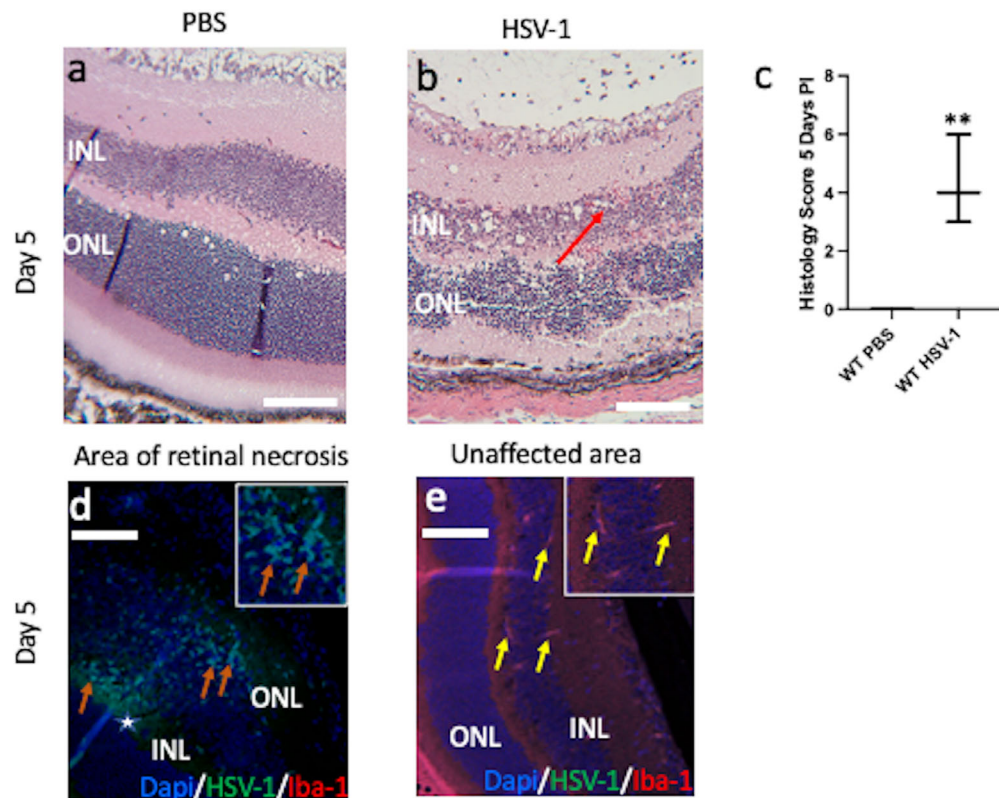 PBS
HSV-1
a
INL
ONL
Day 5
b
INL
ONL
c
Histology Score 5 Days PI
8
6
4
2
0
**
WT PBS
WT HSV-1
Area of retinal necrosis
Unaffected area
d
ONL
INL
Dapi/HSV-1/Iba-1
Day 5
e
ONL
INL
Dapi/HSV-1/Iba-1